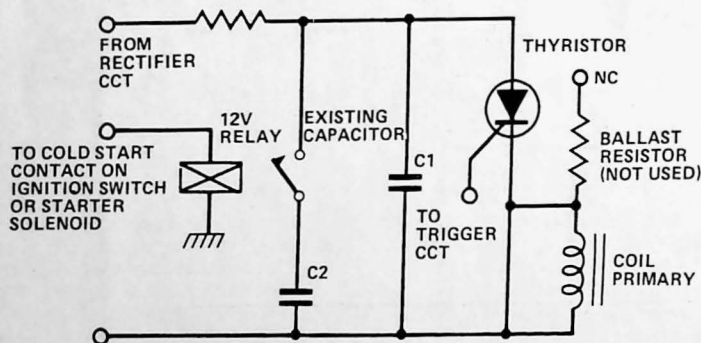 FROM
RECTIFIER
CCT
12V
RELAY
EXISTING
CAPACITOR
TO COLD START
CONTACT ON
IGNITION SWITCH
OR STARTER
SOLENOID
C2
C1
TO
TRIGGER
CCT
THYRISTOR
NC
BALLAST
RESISTOR
(NOT USED)
COIL
PRIMARY